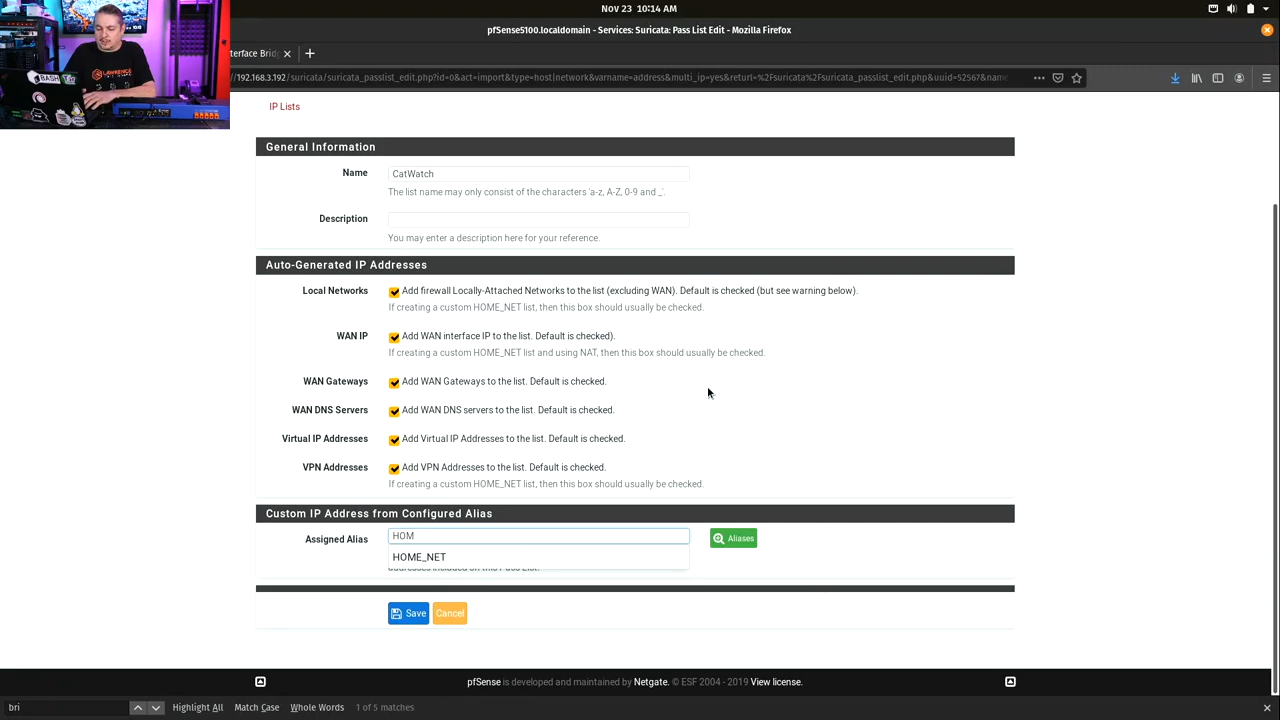 Nov 23 10:14 AM
pfSense5100.localdomain - Services: Suricata: Pass List Edit - Mozilla Firefox
terface Brid
//192.168.3.192/suricata/suricata_passlist_edit.php?id=0&act=import&type=host|network&varname=address&multi_ip=yes&returl=%2Fsuricata%2Fsuricata_passlist_edit.php&uuid=52567&name
BASH
LAWRENCE
IP Lists
General Information
Name CatWatch
The list name may only consist of the characters 'a-z, A-Z, 0-9 and _'.
Description
You may enter a description here for your reference.
Auto-Generated IP Addresses
Local Networks Add firewall Locally-Attached Networks to the list (excluding WAN). Default is checked (but see warning below).
If creating a custom HOME_NET list, then this box should usually be checked.
WAN IP Add WAN interface IP to the list. Default is checked).
If creating a custom HOME_NET list and using NAT, then this box should usually be checked.
WAN Gateways Add WAN Gateways to the list. Default is checked.
WAN DNS Servers Add WAN DNS servers to the list. Default is checked.
Virtual IP Addresses Add Virtual IP Addresses to the list. Default is checked.
VPN Addresses Add VPN Addresses to the list. Default is checked.
If creating a custom HOME_NET list, then this box should usually be checked.
Custom IP Address from Configured Alias
Assigned Alias HOM Aliases
HOME_NET
addresses included on this Pass List.
Save Cancel
pfSense is developed and maintained by Netgate. © ESF 2004 - 2019 View license.
bri Highlight All Match Case Whole Words 1 of 5 matches